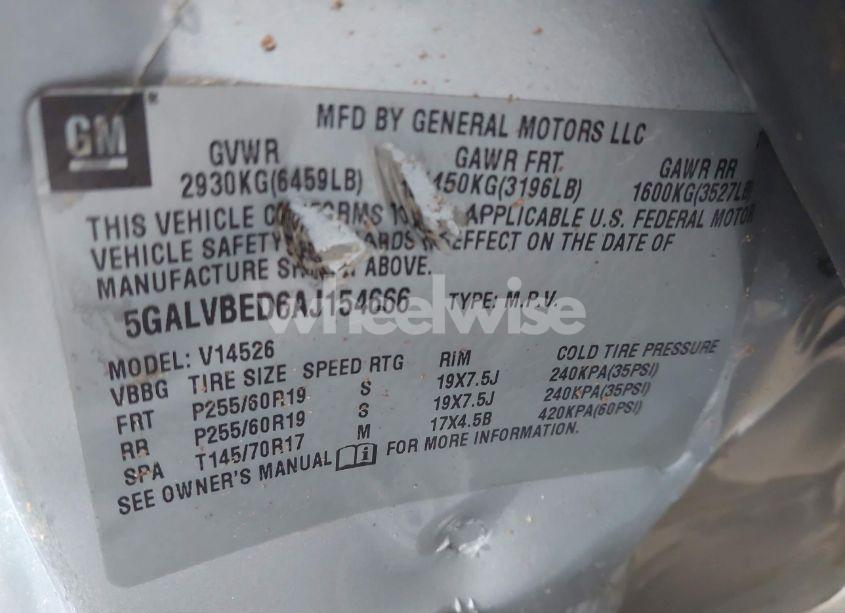 GM
MFD BY GENERAL MOTORS LLC
GVWR GAWR FRT GAWR RR
2930KG(6459LB) 450KG(3196LB) 1600KG(3527LB)
THIS VEHICLE APPLICABLE U.S. FEDERAL MOTOR
VEHICLE SAFETY EFFECT ON THE DATE OF
MANUFACTURE ABOVE.
5GALVBED6AJ154666 TYPE: M.P.V.
MODEL: V14526
VBBG TIRE SIZE SPEED RTG RIM COLD TIRE PRESSURE
FRT P255/60R19 S 19X7.5J 240KPA(35PSI)
RR P255/60R19 S 19X7.5J 240KPA(35PSI)
SPA T145/70R17 M 17X4.5B 420KPA(60PSI)
SEE OWNER'S MANUAL FOR MORE INFORMATION.
wheelwise